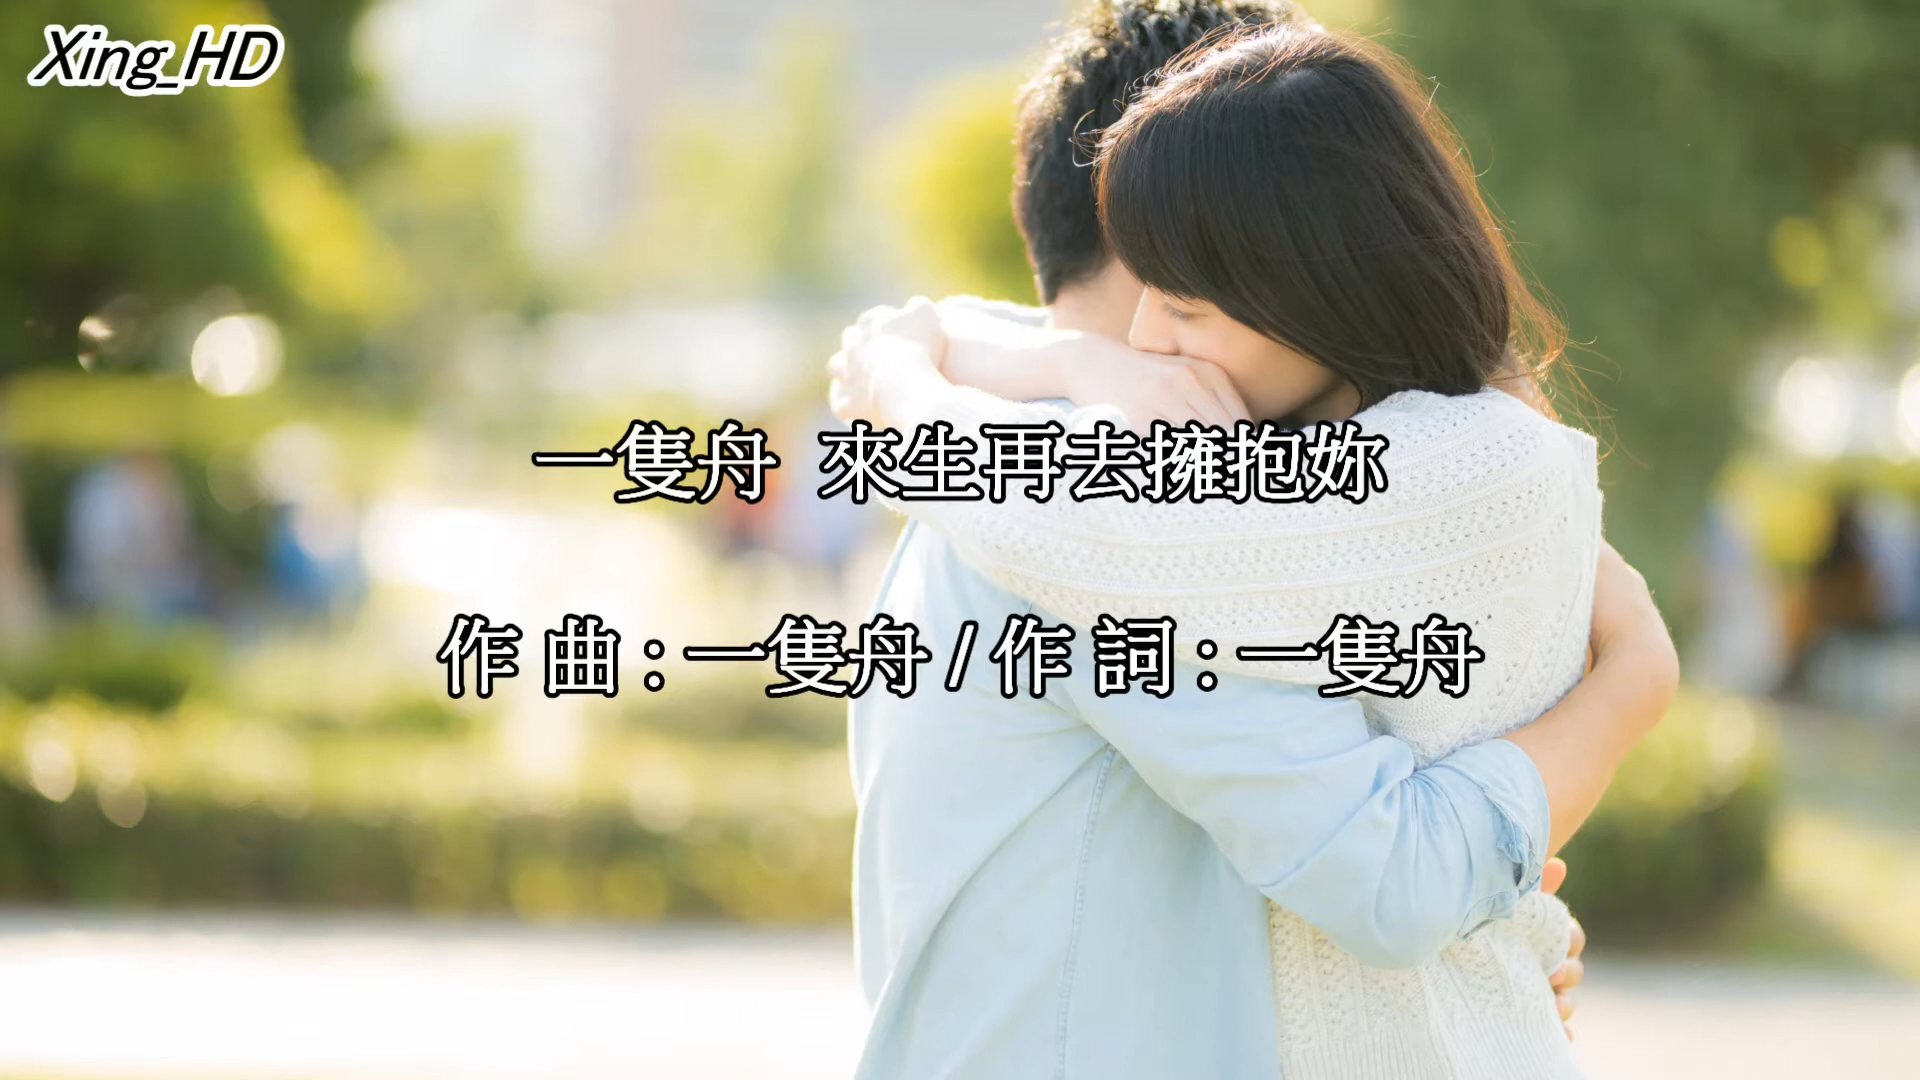 Xing_HD
一隻舟 來生再去擁抱妳
作 曲 : 一隻舟 / 作 詞 : 一隻舟